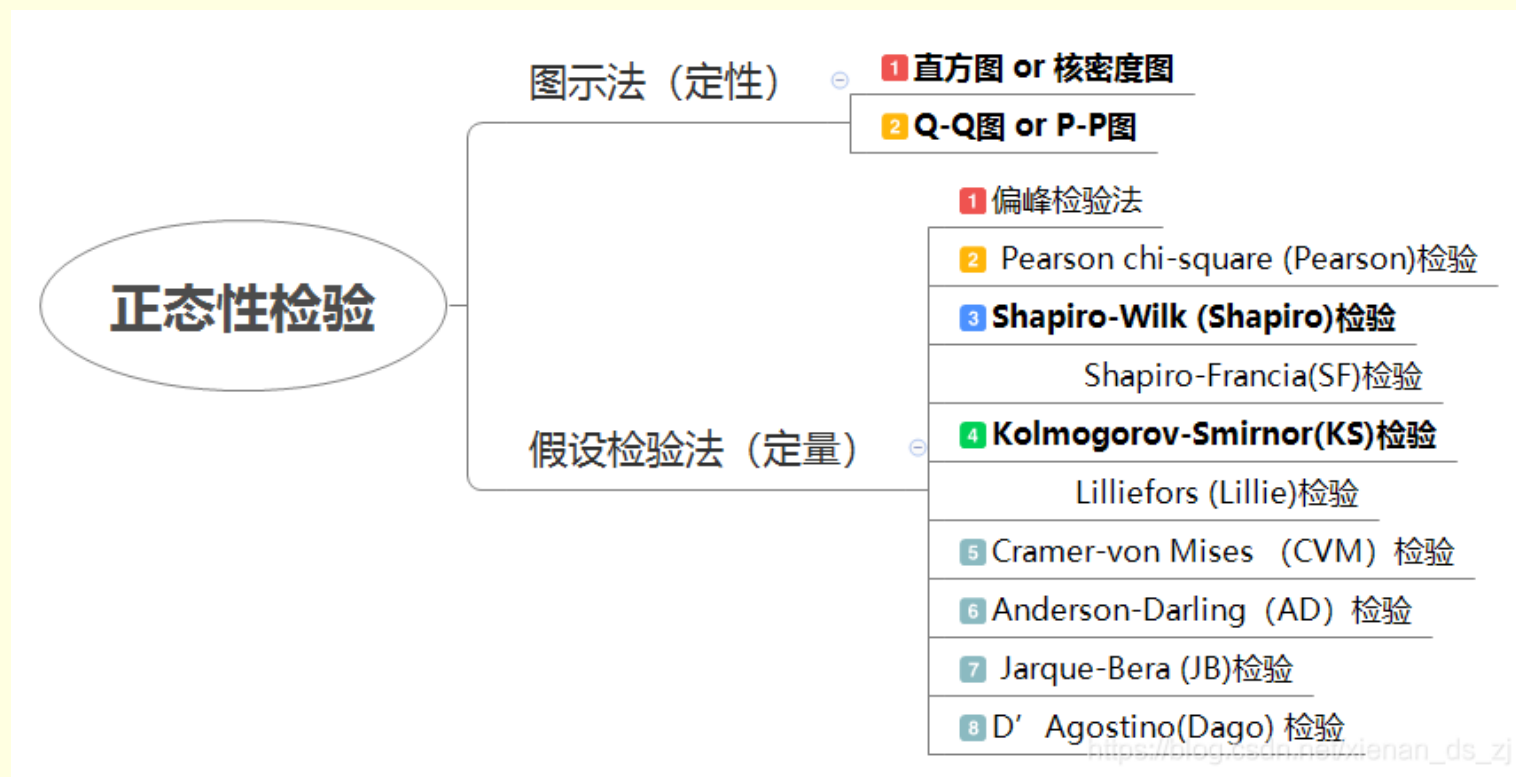 图示法（定性）
1 直方图 or 核密度图
2 Q-Q图 or P-P图
正态性检验
假设检验法（定量）
1 偏峰检验法
2 Pearson chi-square (Pearson)检验
3 Shapiro-Wilk (Shapiro)检验
Shapiro-Francia(SF)检验
4 Kolmogorov-Smirnor(KS)检验
Lilliefors (Lillie)检验
5 Cramer-von Mises （CVM）检验
6 Anderson-Darling（AD）检验
7 Jarque-Bera (JB)检验
8 D’Agostino(Dago) 检验
https://blog.csdn.net/xienan_ds_zj